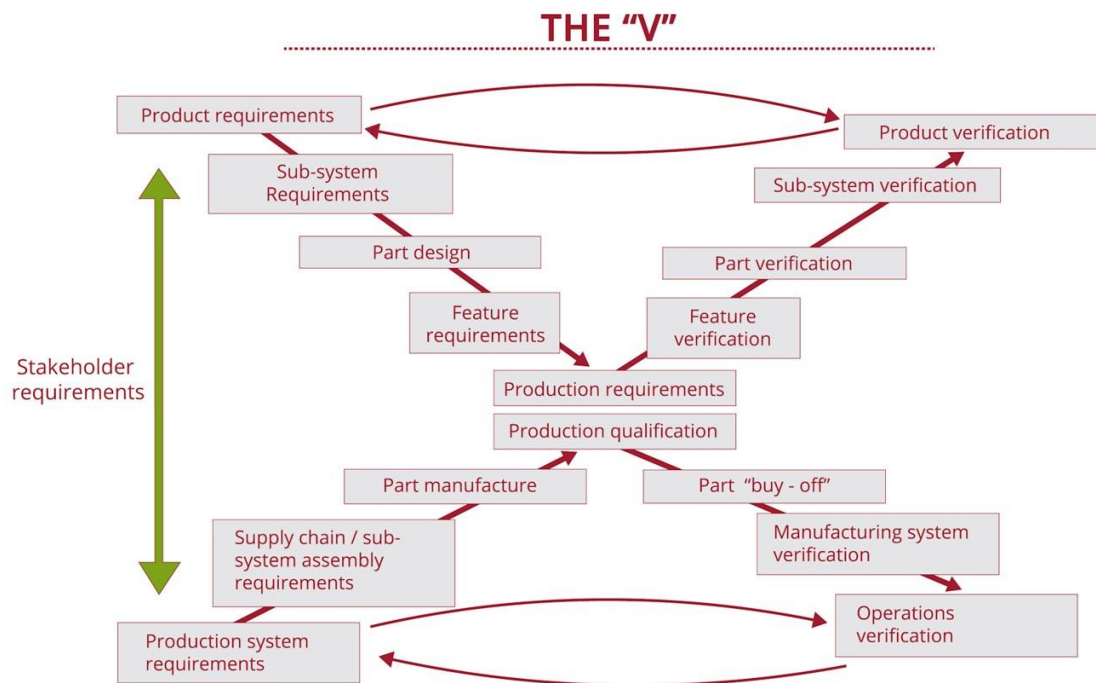 THE “V”
Product requirements
Product verification
Sub-system
Requirements
Sub-system verification
Part design
Part verification
Feature
requirements
Feature
verification
Stakeholder
requirements
Production requirements
Production qualification
Part manufacture
Part “buy - off”
Supply chain / sub-
system assembly
requirements
Manufacturing system
verification
Production system
requirements
Operations
verification